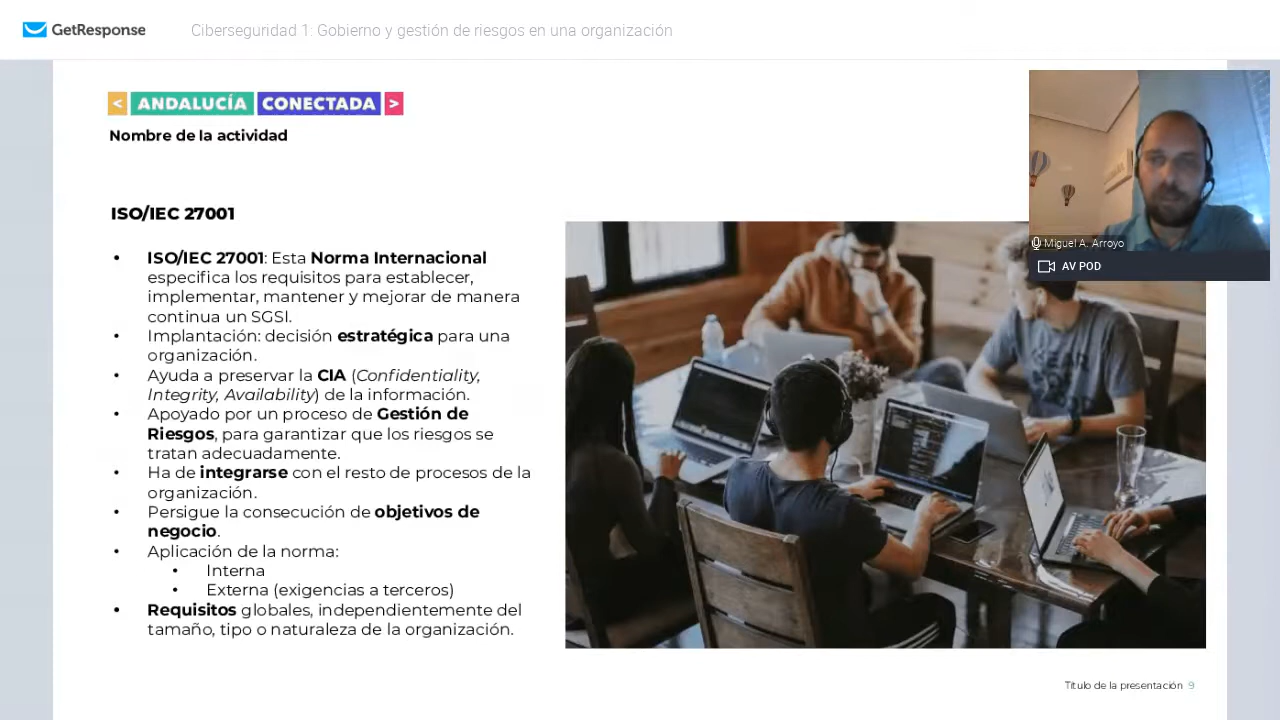 GetResponse
Ciberseguridad 1: Gobierno y gestión de riesgos en una organización
< ANDALUCÍA CONECTADA >
Nombre de la actividad
Miguel A. Arroyo
AV POD
ISO/IEC 27001
• ISO/IEC 27001: Esta Norma Internacional
especifica los requisitos para establecer,
implementar, mantener y mejorar de manera
continua un SGSI.
• Implantación: decisión estratégica para una
organización.
• Ayuda a preservar la CIA (Confidentiality,
Integrity, Availability) de la información.
• Apoyado por un proceso de Gestión de
Riesgos, para garantizar que los riesgos se
tratan adecuadamente.
• Ha de integrarse con el resto de procesos de la
organización.
• Persigue la consecución de objetivos de
negocio.
• Aplicación de la norma:
• Interna
• Externa (exigencias a terceros)
• Requisitos globales, independientemente del
tamaño, tipo o naturaleza de la organización.
Título de la presentación 9